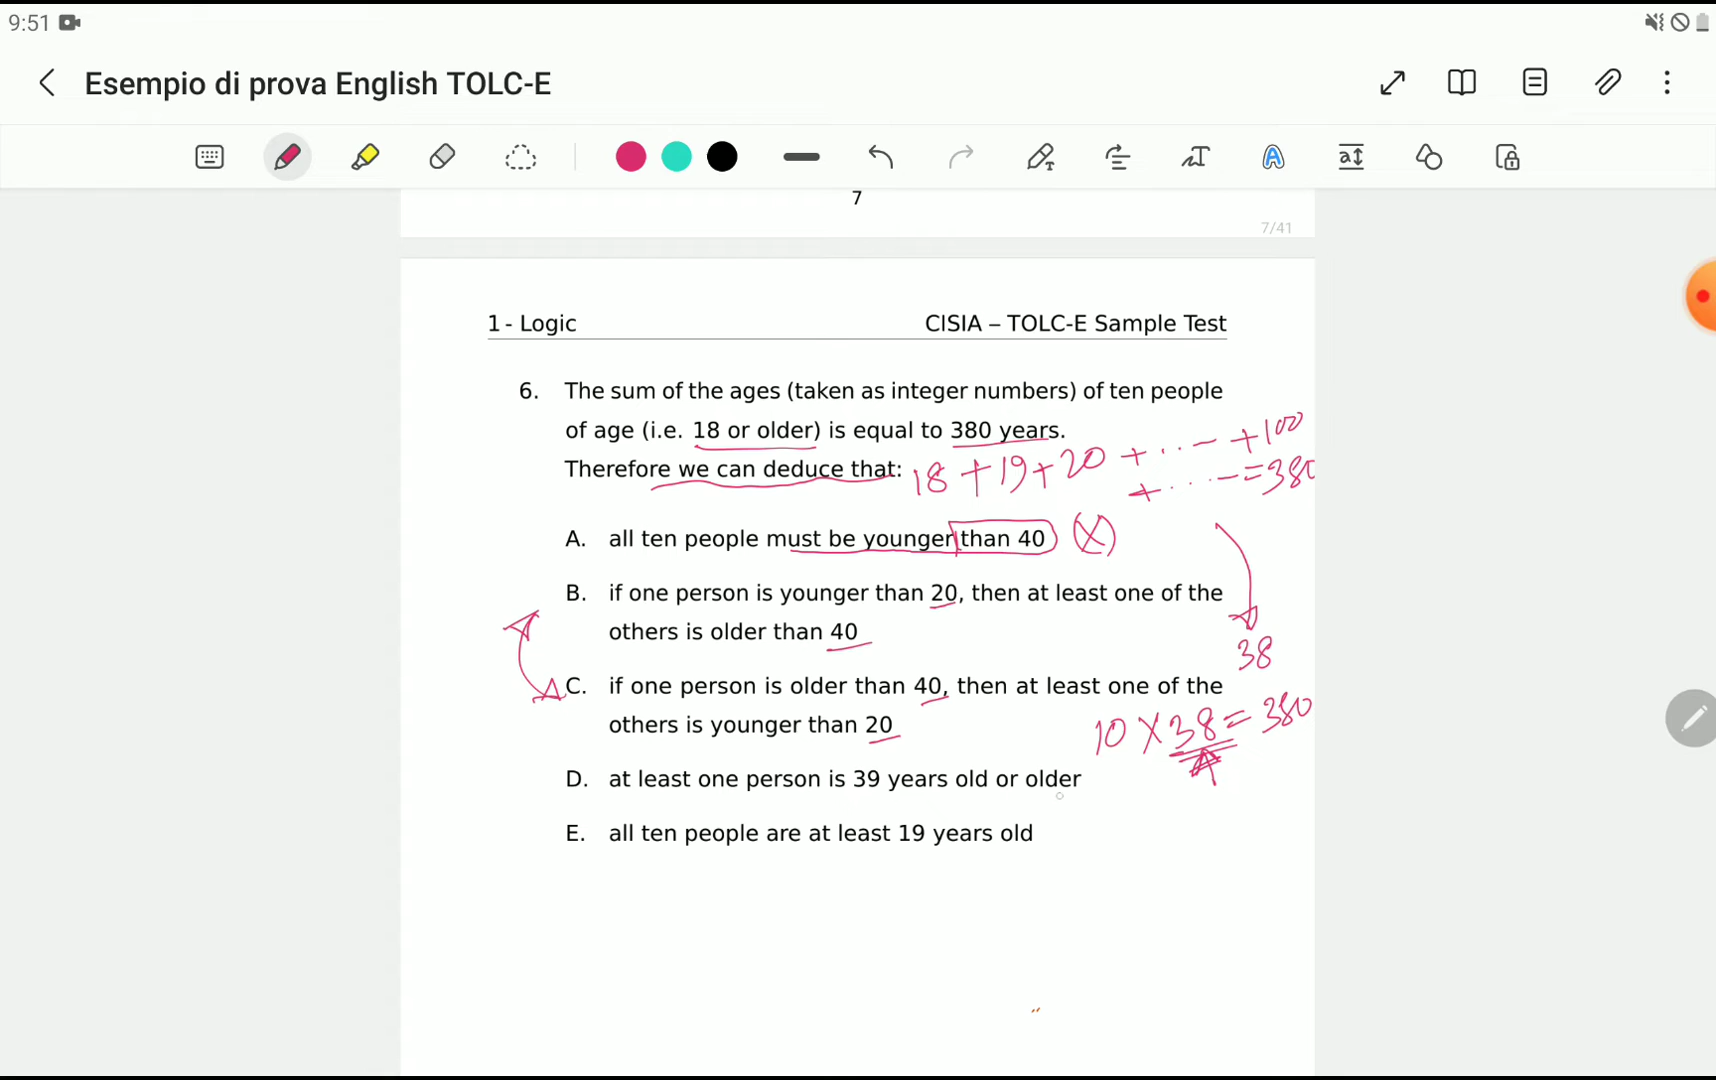 9:51
Esempio di prova English TOLC-E
7
7/41
1 - Logic
CISIA – TOLC-E Sample Test
6. The sum of the ages (taken as integer numbers) of ten people
of age (i.e. 18 or older) is equal to 380 years.
Therefore we can deduce that:
18 + 19 + 20 + ... - + 100
+ ... - = 380
A. all ten people must be younger than 40 (X)
B. if one person is younger than 20, then at least one of the
others is older than 40
38
C. if one person is older than 40, then at least one of the
others is younger than 20
10 X 38 = 380
D. at least one person is 39 years old or older
E. all ten people are at least 19 years old